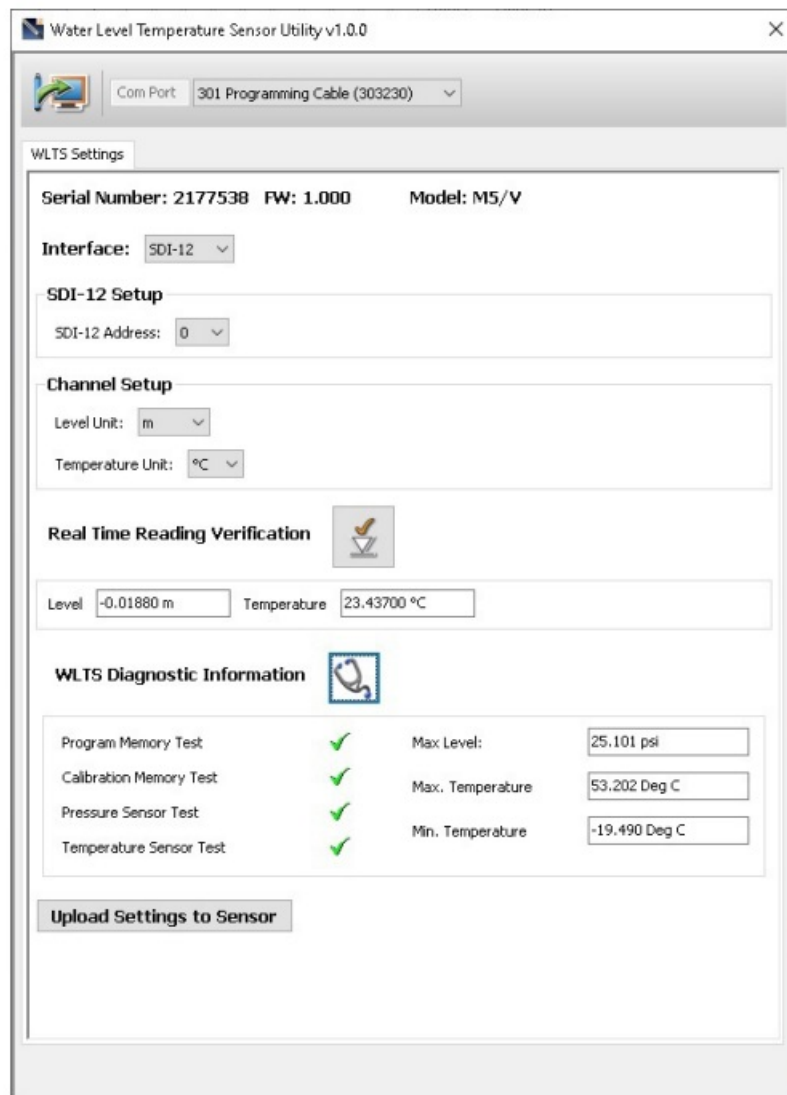 Water Level Temperature Sensor Utility v1.0.0
Com Port 301 Programming Cable (303230)
WLTS Settings
Serial Number: 2177538 FW: 1.000 Model: M5/V
Interface: SDI-12
SDI-12 Setup
SDI-12 Address: 0
Channel Setup
Level Unit: m
Temperature Unit: °C
Real Time Reading Verification
Level -0.01880 m Temperature 23.43700 °C
WLTS Diagnostic Information
Program Memory Test Max Level: 25.101 psi
Calibration Memory Test Max. Temperature 53.202 Deg C
Pressure Sensor Test
Min. Temperature -19.490 Deg C
Temperature Sensor Test
Upload Settings to Sensor